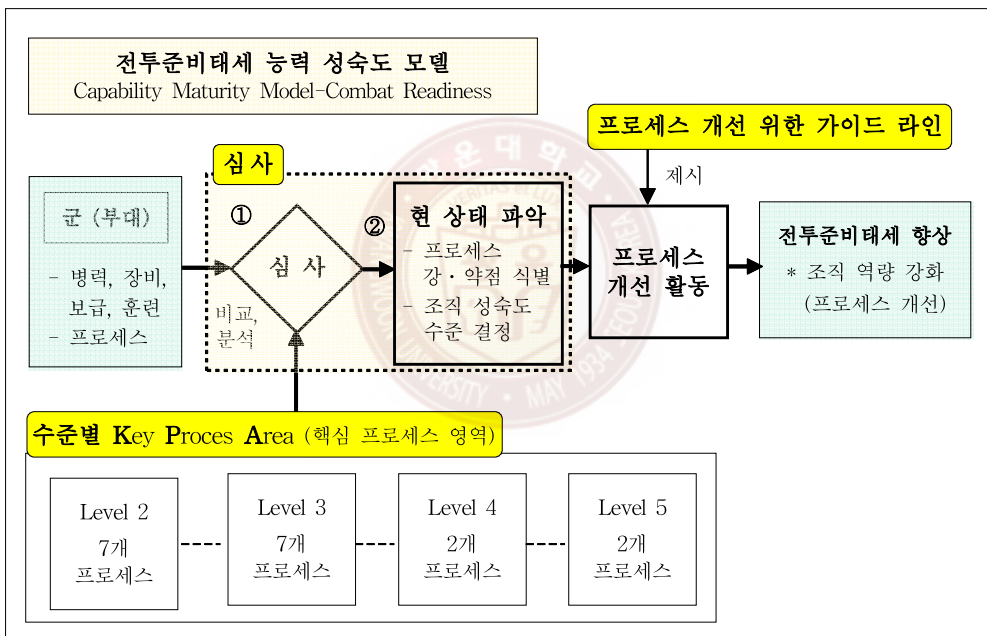 전투준비태세 능력 성숙도 모델
Capability Maturity Model-Combat Readiness
프로세스 개선 위한 가이드 라인
제시
심사
군 (부대)
- 병력, 장비,
보급, 훈련
- 프로세스
①
심 사
비교,
분석
②
현 상태 파악
- 프로세스
강·약점 식별
- 조직 성숙도
수준 결정
프로세스
개선 활동
전투준비태세 향상
* 조직 역량 강화
(프로세스 개선)
수준별 Key Proces Area (핵심 프로세스 영역)
Level 2
7개
프로세스
Level 3
7개
프로세스
Level 4
2개
프로세스
Level 5
2개
프로세스
MAY 1934 SEOUL